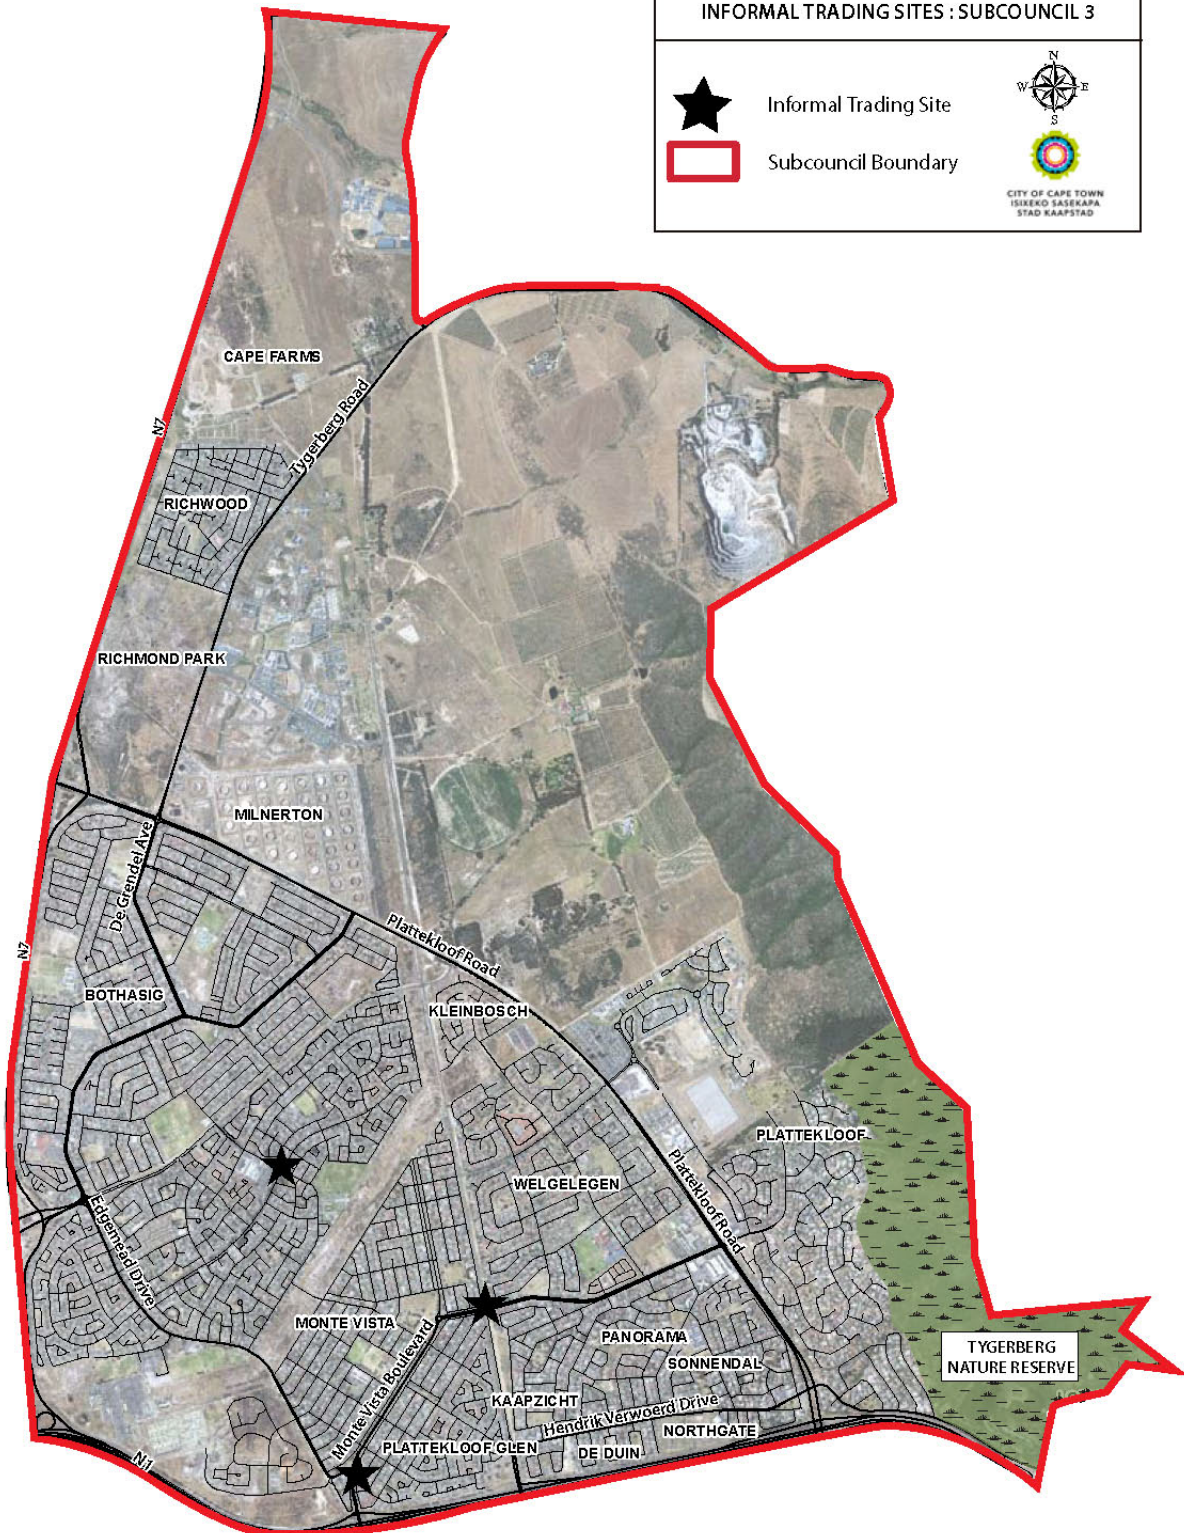 INFORMAL TRADING SITES : SUBCOUNCIL 3
N
W E
S
Informal Trading Site
Subcouncil Boundary
CITY OF CAPE TOWN
ISIXEKO SASEKAPA
STAD KAAPSTAD
CAPE FARMS
N7
Tygerberg Road
RICHWOOD
RICHMOND PARK
MILNERTON
De Grendel Ave
Plattekloof Road
N7
BOTHASIG
KLEINBOSCH
PLATTEKLOOF
WELGELEGEN
Plattekloof Road
Edgemead Drive
MONTE VISTA
Monte Vista Boulevard
PANORAMA
SONNENDAL
TYGERBERG
NATURE RESERVE
KAAPZICHT
Hendrik Verwoerd Drive
NORTHGATE
PLATTEKLOOF GLEN
DE DUIN
N1